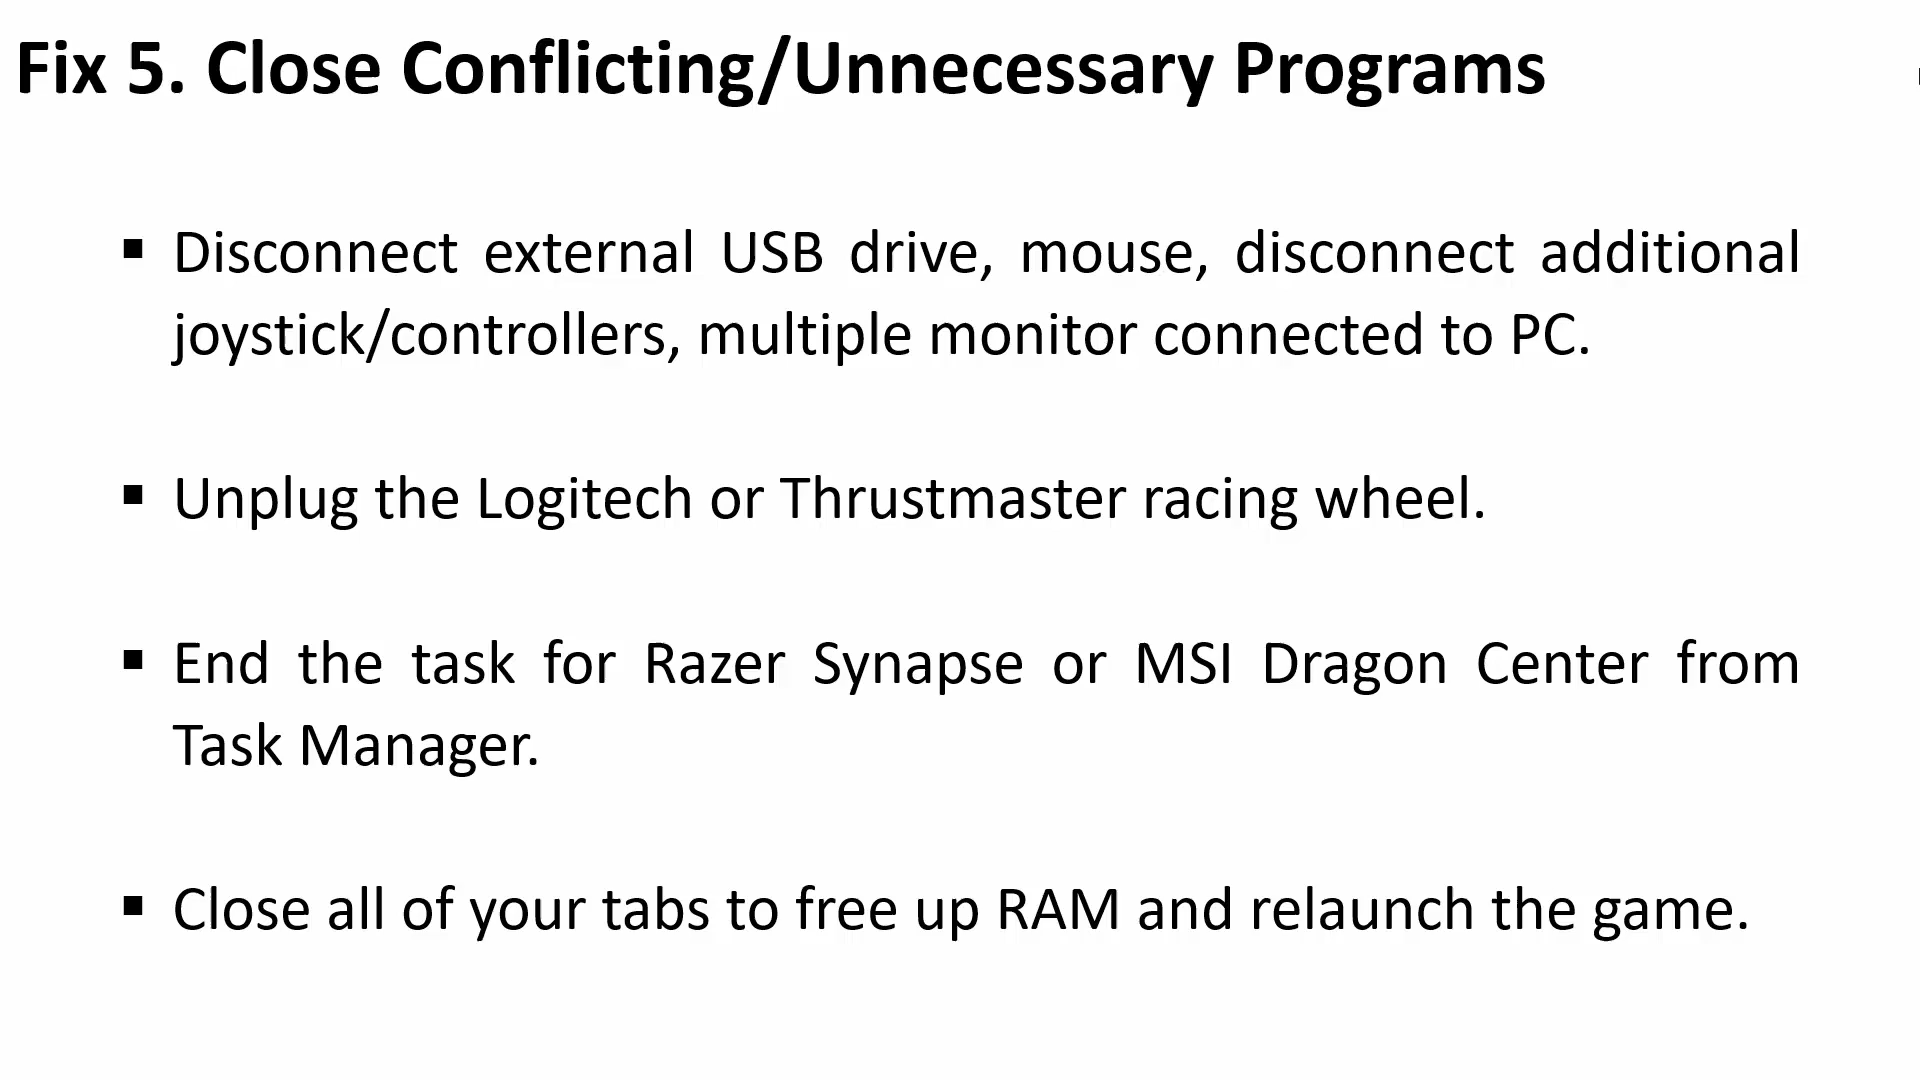 Fix 5. Close Conflicting/Unnecessary Programs
▪ Disconnect external USB drive, mouse, disconnect additional
joystick/controllers, multiple monitor connected to PC.
▪ Unplug the Logitech or Thrustmaster racing wheel.
▪ End the task for Razer Synapse or MSI Dragon Center from
Task Manager.
▪ Close all of your tabs to free up RAM and relaunch the game.